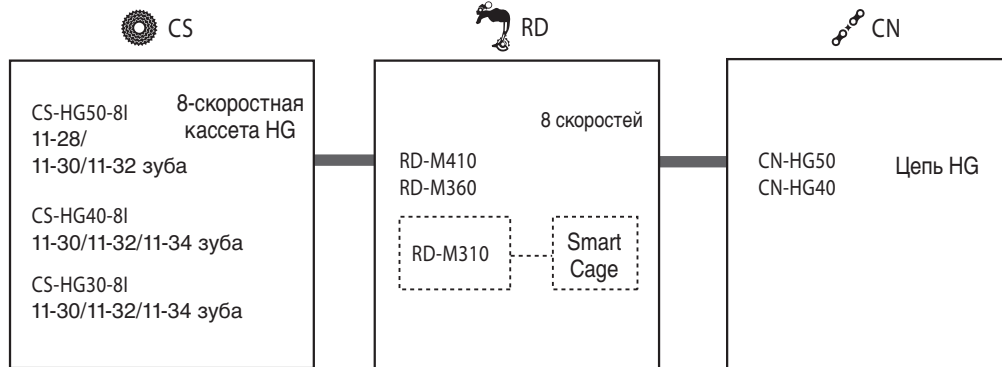 CS
RD
CN
8-скоростная
кассета HG
CS-HG50-8I
11-28/
11-30/11-32 зуба
CS-HG40-8I
11-30/11-32/11-34 зуба
CS-HG30-8I
11-30/11-32/11-34 зуба
8 скоростей
RD-M410
RD-M360
RD-M310
Smart
Cage
CN-HG50
CN-HG40
Цепь HG